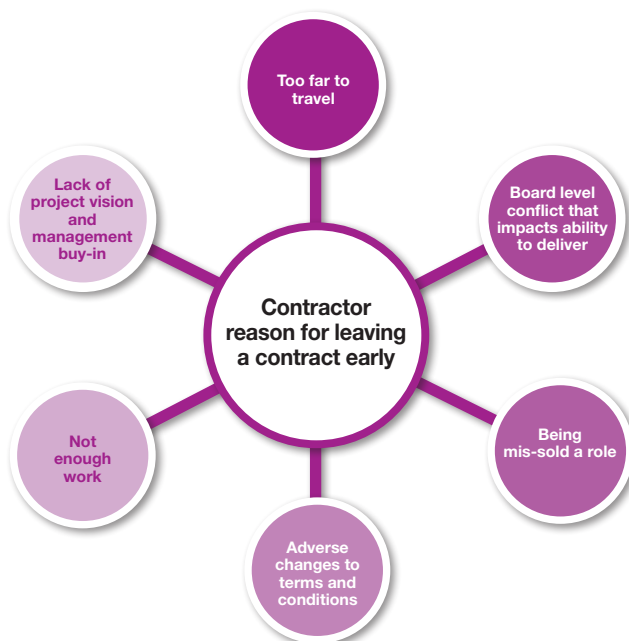 Too far to
travel
Board level
conflict that
impacts ability
to deliver
Being
mis-sold a role
Adverse
changes to
terms and
conditions
Not
enough
work
Lack of
project vision
and
management
buy-in
Contractor
reason for leaving
a contract early